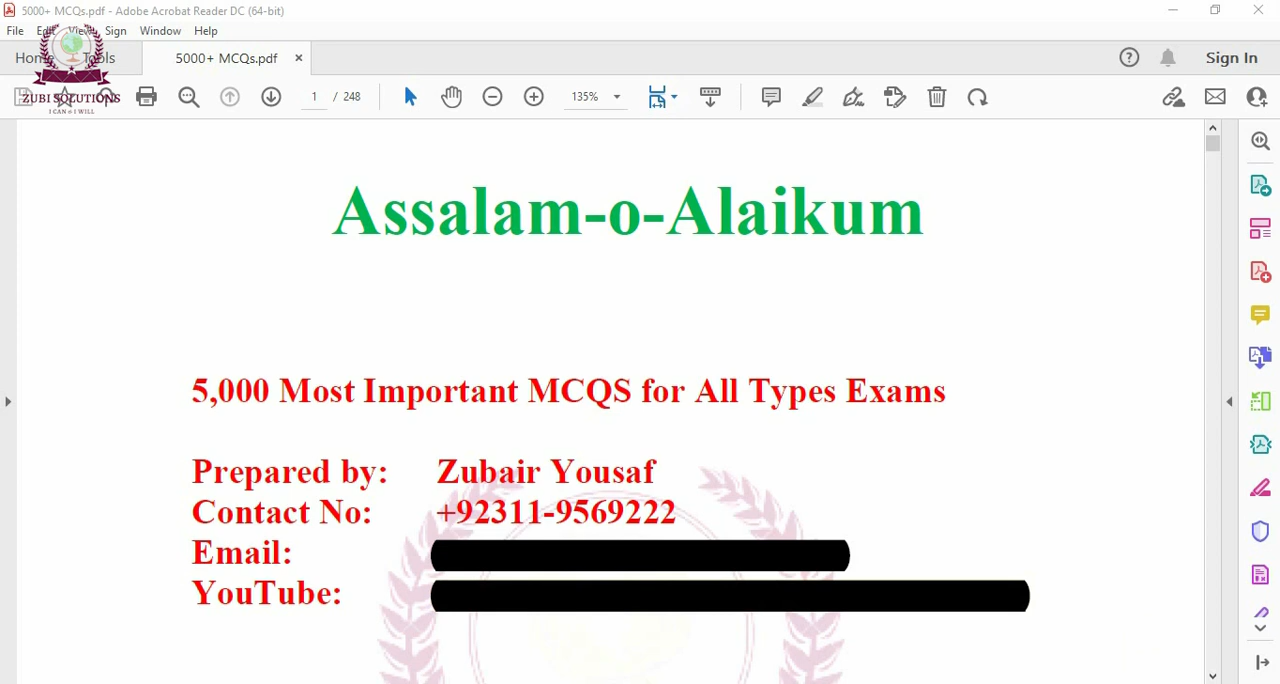 5000+ MCQs.pdf - Adobe Acrobat Reader DC (64-bit)
File Edit View Sign Window Help
Home Tools 5000+ MCQs.pdf × Sign In
ZUBI SOLUTIONS
I CAN & I WILL
1 / 248 135%
Assalam-o-Alaikum
5,000 Most Important MCQS for All Types Exams
Prepared by: Zubair Yousaf
Contact No: +92311-9569222
Email:
YouTube: